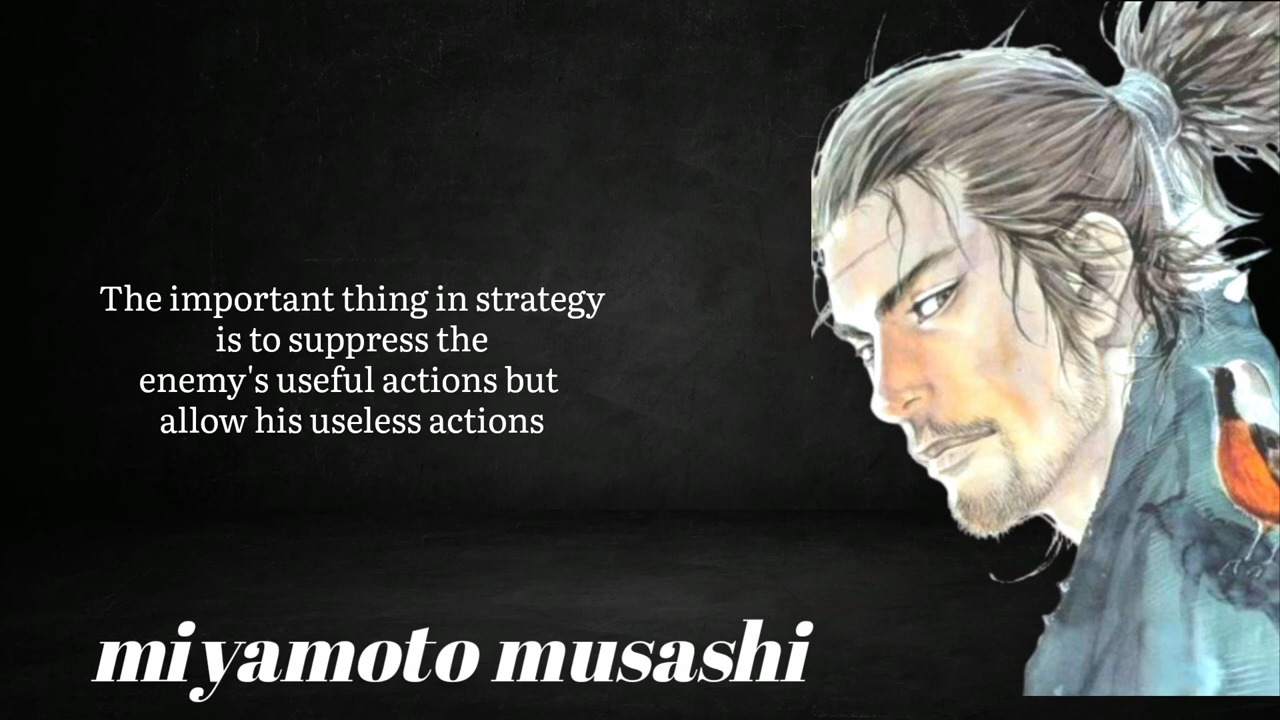 The important thing in strategy
is to suppress the
enemy's useful actions but
allow his useless actions
miyamoto musashi